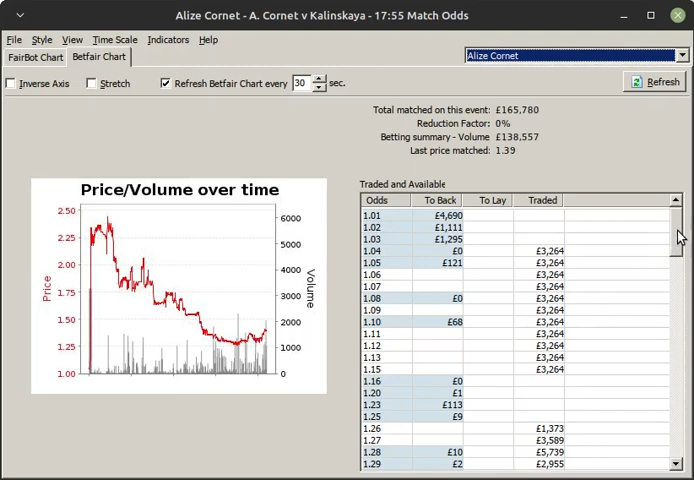 Alize Cornet - A. Cornet v Kalinskaya - 17:55 Match Odds
File Style View Time Scale Indicators Help
FairBot Chart Betfair Chart
Alize Cornet
Inverse Axis Stretch Refresh Betfair Chart every 30 sec. Refresh
Total matched on this event: £165,780
Reduction Factor: 0%
Betting summary - Volume £138,557
Last price matched: 1.39
Price/Volume over time
2.50
2.25
2.00
1.75
1.50
1.25
1.00
Price
6000
5000
4000
3000
2000
1000
0
Volume
Traded and Available
Odds To Back To Lay Traded
1.01 £4,690
1.02 £1,111
1.03 £1,295
1.04 £0 £3,264
1.05 £121 £3,264
1.06 £3,264
1.07 £3,264
1.08 £0 £3,264
1.09 £3,264
1.10 £68 £3,264
1.11 £3,264
1.12 £3,264
1.13 £3,264
1.15 £3,264
1.16 £0
1.20 £1
1.23 £113
1.25 £9
1.26 £1,373
1.27 £3,589
1.28 £10 £5,739
1.29 £2 £2,955